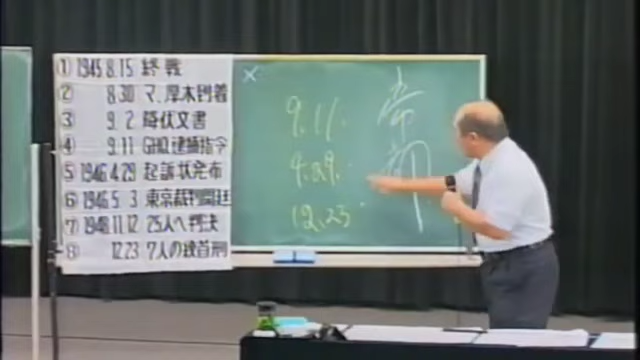 ① 1945 8.15 終戦
② 8.30 マ.厚木到着
③ 9.2 降伏文書
④ 9.11 GHQ逮捕指令
⑤ 1946.4.29 起訴状発布
⑥ 1946.5 3 東京裁判開廷
⑦ 1948.11.12 25人へ判決
⑧ 12.23 7人の絞首刑
×
9.11.
4.29.
12.23
帝都